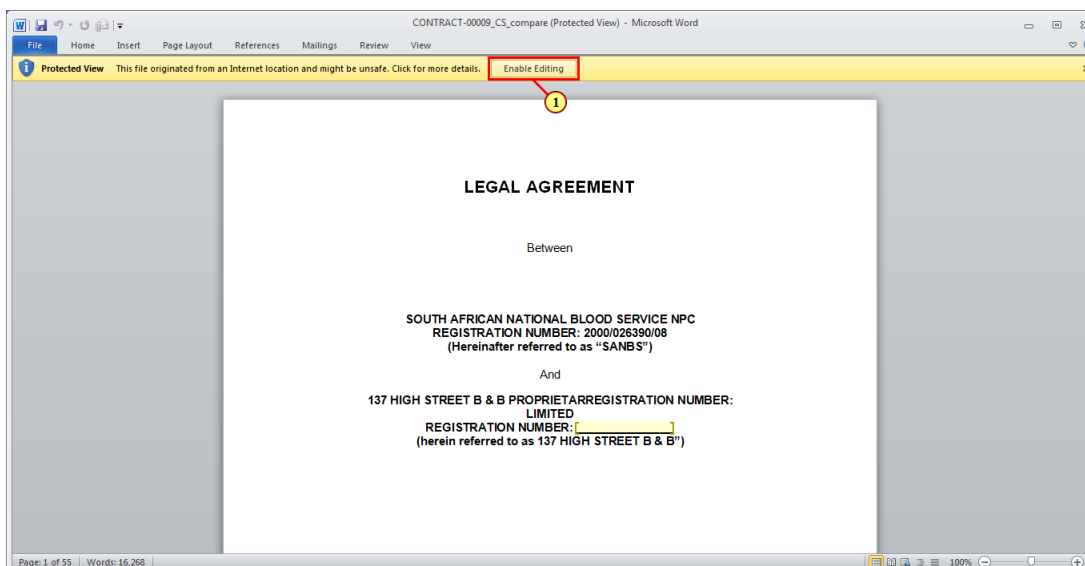 W
CONTRACT-00009_CS_compare (Protected View) - Microsoft Word
File Home Insert Page Layout References Mailings Review View
Protected View This file originated from an Internet location and might be unsafe. Click for more details. Enable Editing
1
LEGAL AGREEMENT
Between
SOUTH AFRICAN NATIONAL BLOOD SERVICE NPC
REGISTRATION NUMBER: 2000/026390/08
(Hereinafter referred to as “SANBS”)
And
137 HIGH STREET B & B PROPRIETARREGISTRATION NUMBER:
LIMITED
REGISTRATION NUMBER:[______________]
(herein referred to as 137 HIGH STREET B & B”)
Page: 1 of 55 Words: 16,268 100%